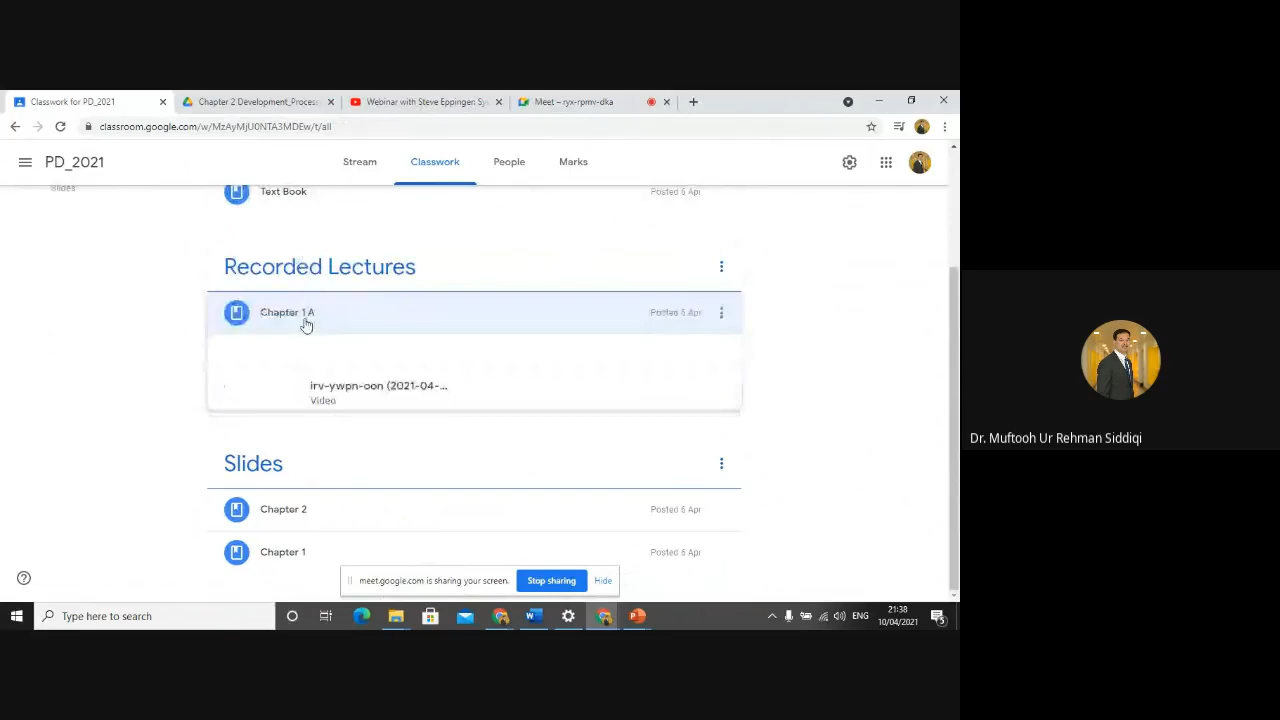 Classwork for PD_2021
Chapter 2 Development_Process
Webinar with Steve Eppinger: Sys
Meet – ryx-rpmv-dka
classroom.google.com/w/MzAyMjU0NTA3MDEw/t/all
PD_2021
Stream
Classwork
People
Marks
Slides
Text Book
Posted 6 Apr
Recorded Lectures
Chapter 1 A
Posted 6 Apr
irv-ywpn-oon (2021-04-...
Video
Slides
Chapter 2
Posted 6 Apr
Chapter 1
Posted 6 Apr
meet.google.com is sharing your screen.
Stop sharing
Hide
Type here to search
ENG
21:38
10/04/2021
5
Dr. Muftooh Ur Rehman Siddiqi